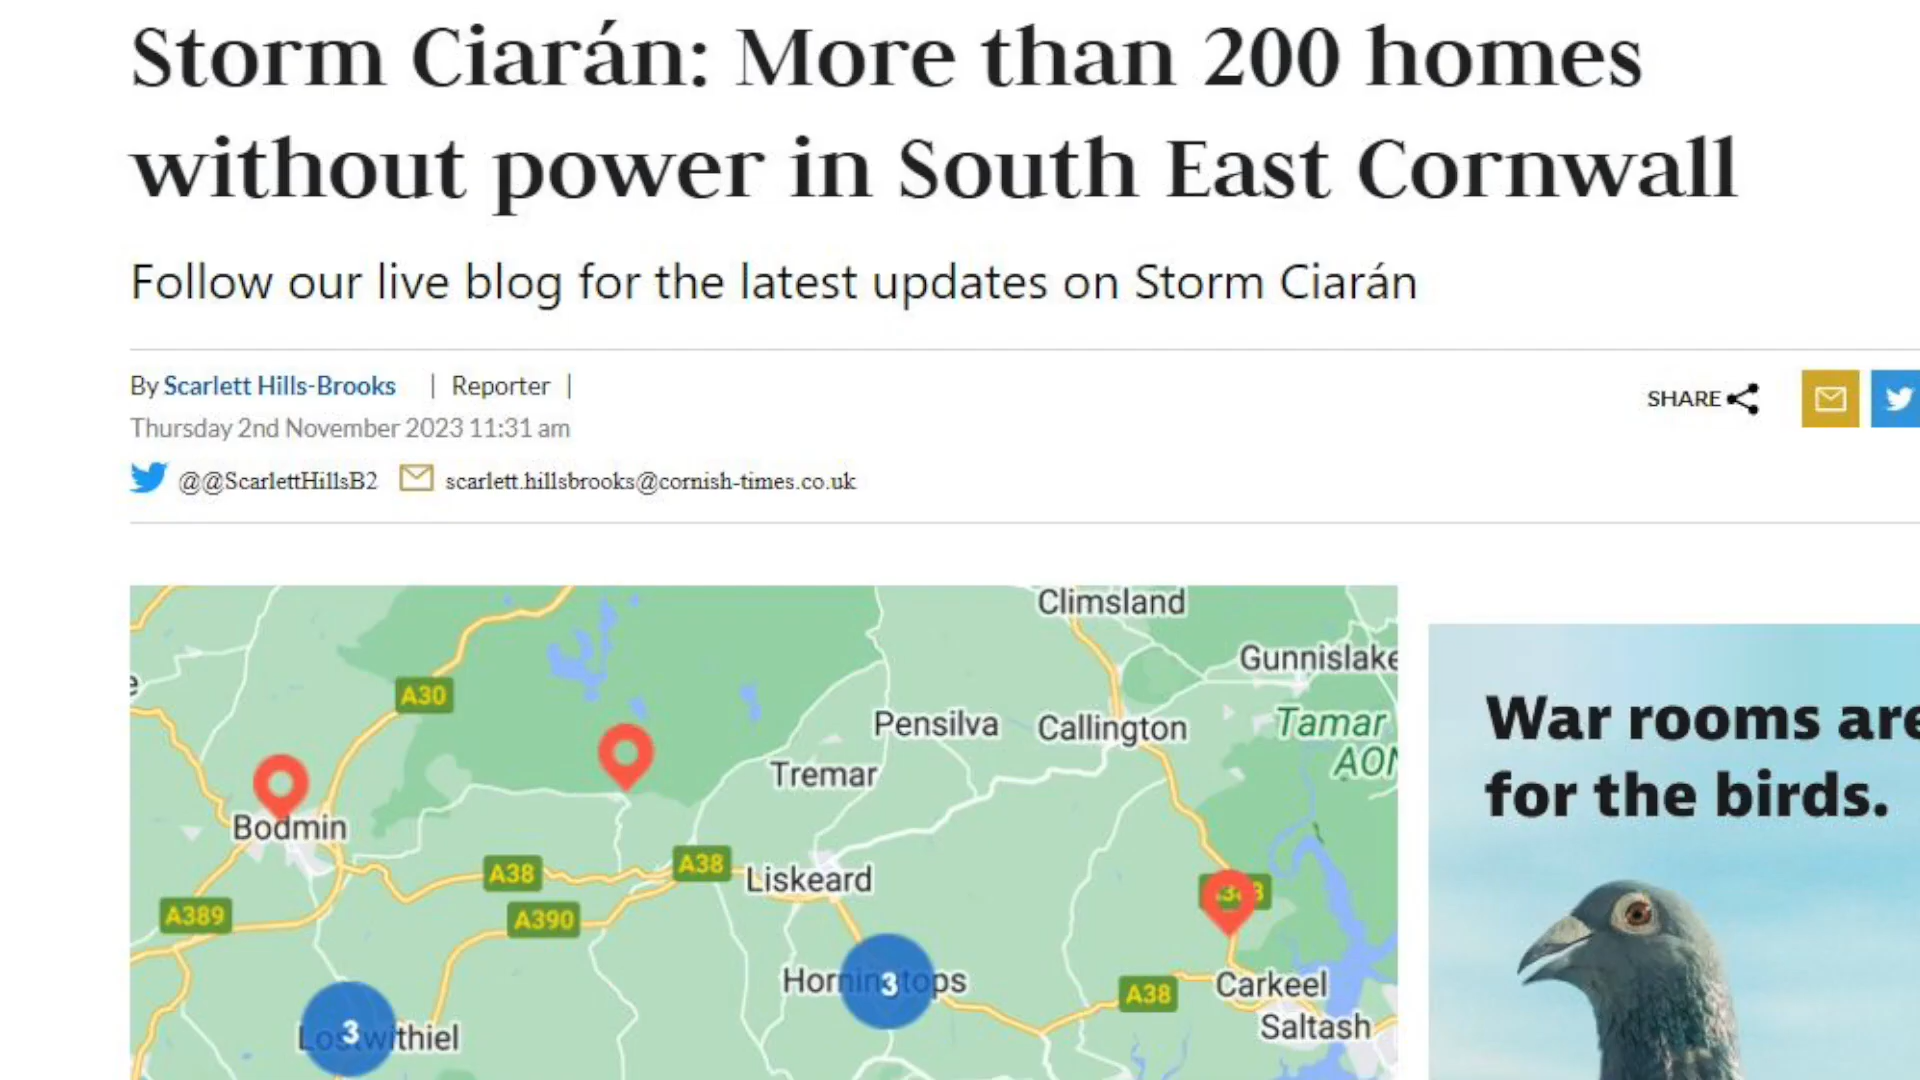 Storm Ciarán: More than 200 homes
without power in South East Cornwall
Follow our live blog for the latest updates on Storm Ciarán
By Scarlett Hills-Brooks | Reporter |
Thursday 2nd November 2023 11:31 am
SHARE
@@ScarlettHillsB2 scarlett.hillsbrooks@cornish-times.co.uk
Climsland
Gunnislake
A30
Pensilva Callington Tamar
AON
Tremar
Bodmin
A38 A38 Liskeard
A389 A390
Horningtops 3
A38 Carkeel
Saltash
Lostwithiel 3
War rooms are
for the birds.